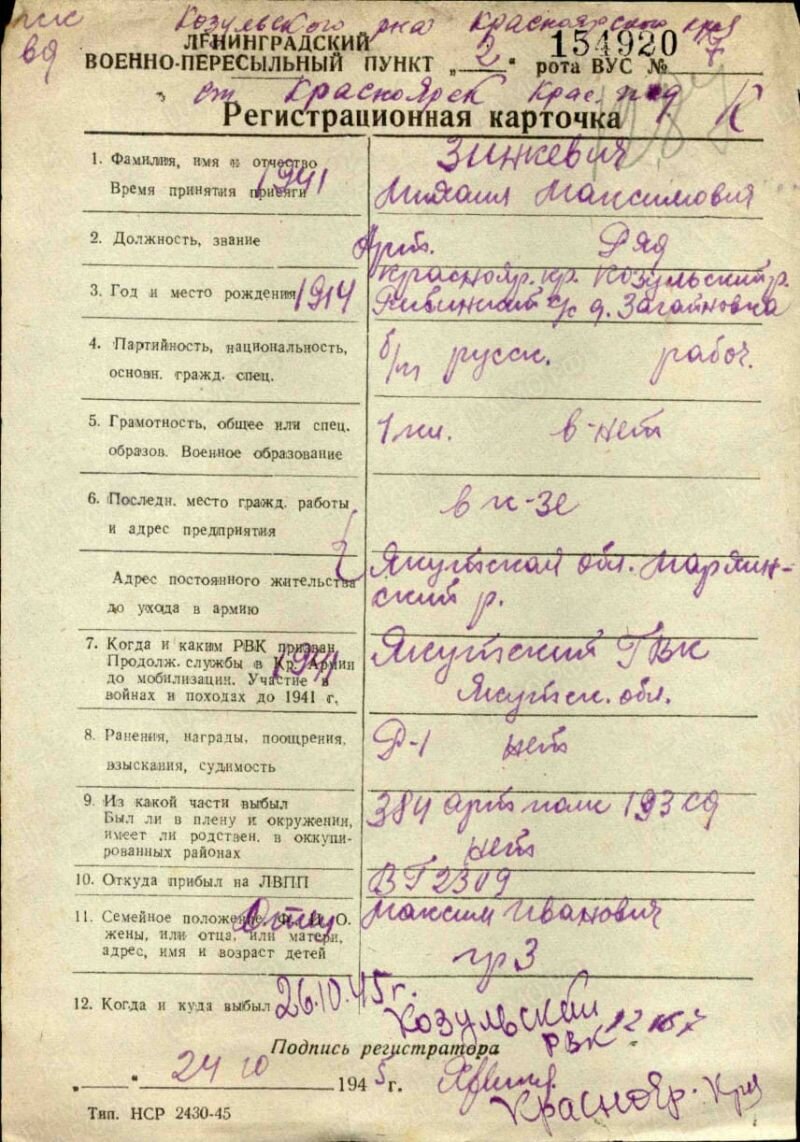 Козульского р-на Красноярского края
ВД
ЛЕНИНГРАДСКИЙ
ВОЕННО-ПЕРЕСЫЛЬНЫЙ ПУНКТ „2“ рота ВУС № 7
154920
ст Красноярск Крас.
Регистрационная карточка
1. Фамилия, имя и отчество
Время принятия присяги 1941
Зинкевич
Михаил Максимович
2. Должность, звание
Арт. Ряд
3. Год и место рождения 1914
Краснояр. кр. Козульский р.
с/с д. Загайновка
4. Партийность, национальность,
основн. гражд. спец.
б/п русск. рабоч.
5. Грамотность, общее или спец.
образов. Военное образование
1 кл. в-нет
6. Последн. место гражд. работы
и адрес предприятия
в к-зе
Адрес постоянного жительства
до ухода в армию
Якутская обл.
ский р.
7. Когда и каким РВК призван
Продолж. службы в Кр. Армии
до мобилизации. Участие в
войнах и походах до 1941 г.
1941
Якутский ГВК
Якутск. обл.
8. Ранения, награды, поощрения,
взыскания, судимость
Р-1 нет
9. Из какой части выбыл
Был ли в плену и окружении,
имеет ли родствен. в оккупи-
рованных районах
384 арт полк 193 сд
нет
10. Откуда прибыл на ЛВПП
ВГ 2309
11. Семейное положение, Ф. И. О.
жены, или отца, или матери,
адрес, имя и возраст детей
Отец
Максим Иванович
гр 3
12. Когда и куда выбыл 26.10.45 г.
Козульский
РВК
Подпись регистратора
24 10 1945 г.
Краснояр. Края
Тип. НСР 2430-45